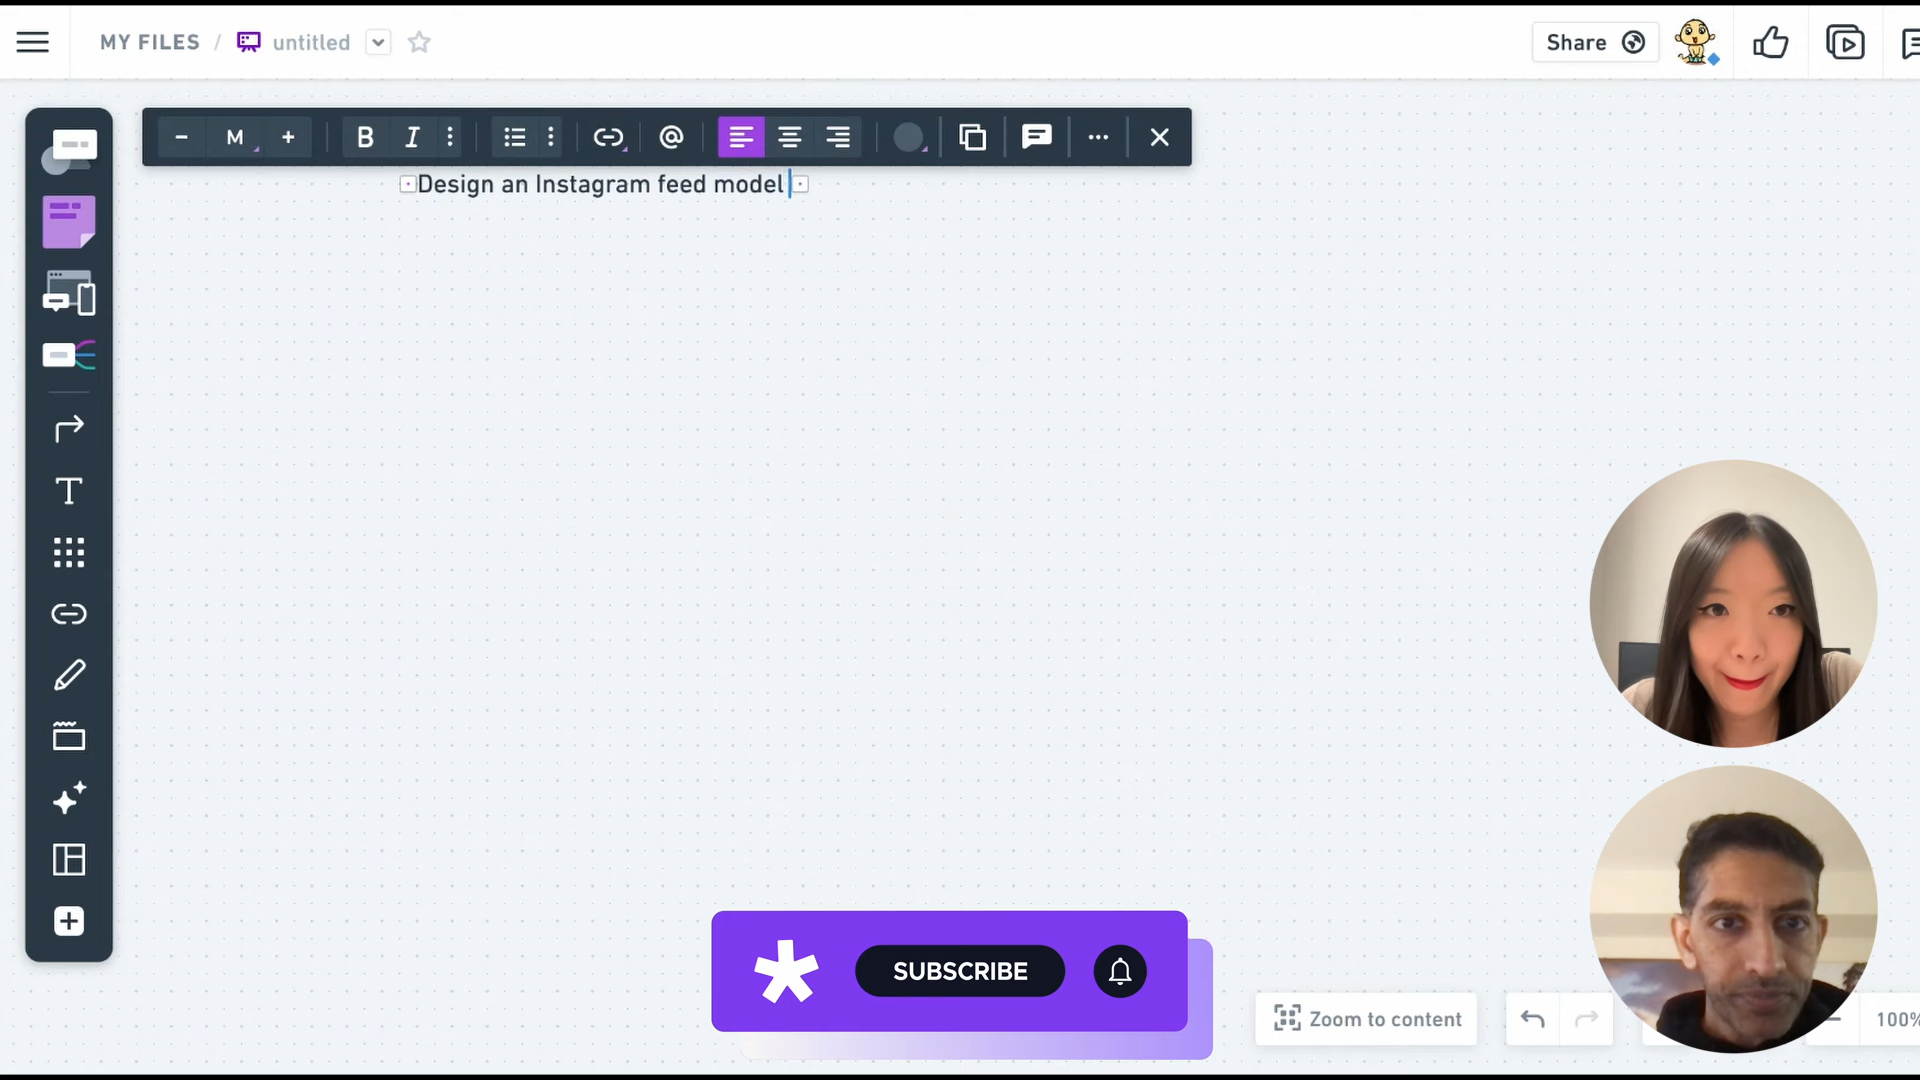 MY FILES / untitled
Share
M
B I
Design an Instagram feed model
T
SUBSCRIBE
Zoom to content
100%